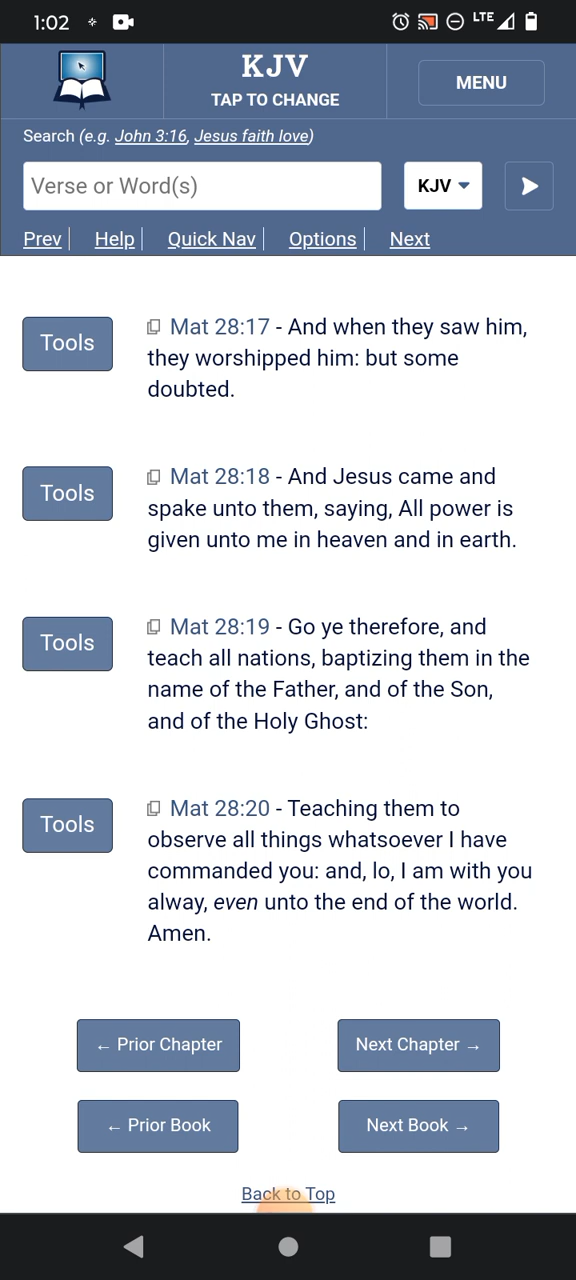 1:02
LTE
KJV
TAP TO CHANGE
MENU
Search (e.g. John 3:16, Jesus faith love)
Verse or Word(s)
KJV
Prev
Help
Quick Nav
Options
Next
Tools
Mat 28:17 - And when they saw him,
they worshipped him: but some
doubted.
Tools
Mat 28:18 - And Jesus came and
spake unto them, saying, All power is
given unto me in heaven and in earth.
Tools
Mat 28:19 - Go ye therefore, and
teach all nations, baptizing them in the
name of the Father, and of the Son,
and of the Holy Ghost:
Tools
Mat 28:20 - Teaching them to
observe all things whatsoever I have
commanded you: and, lo, I am with you
alway, even unto the end of the world.
Amen.
← Prior Chapter
Next Chapter →
← Prior Book
Next Book →
Back to Top